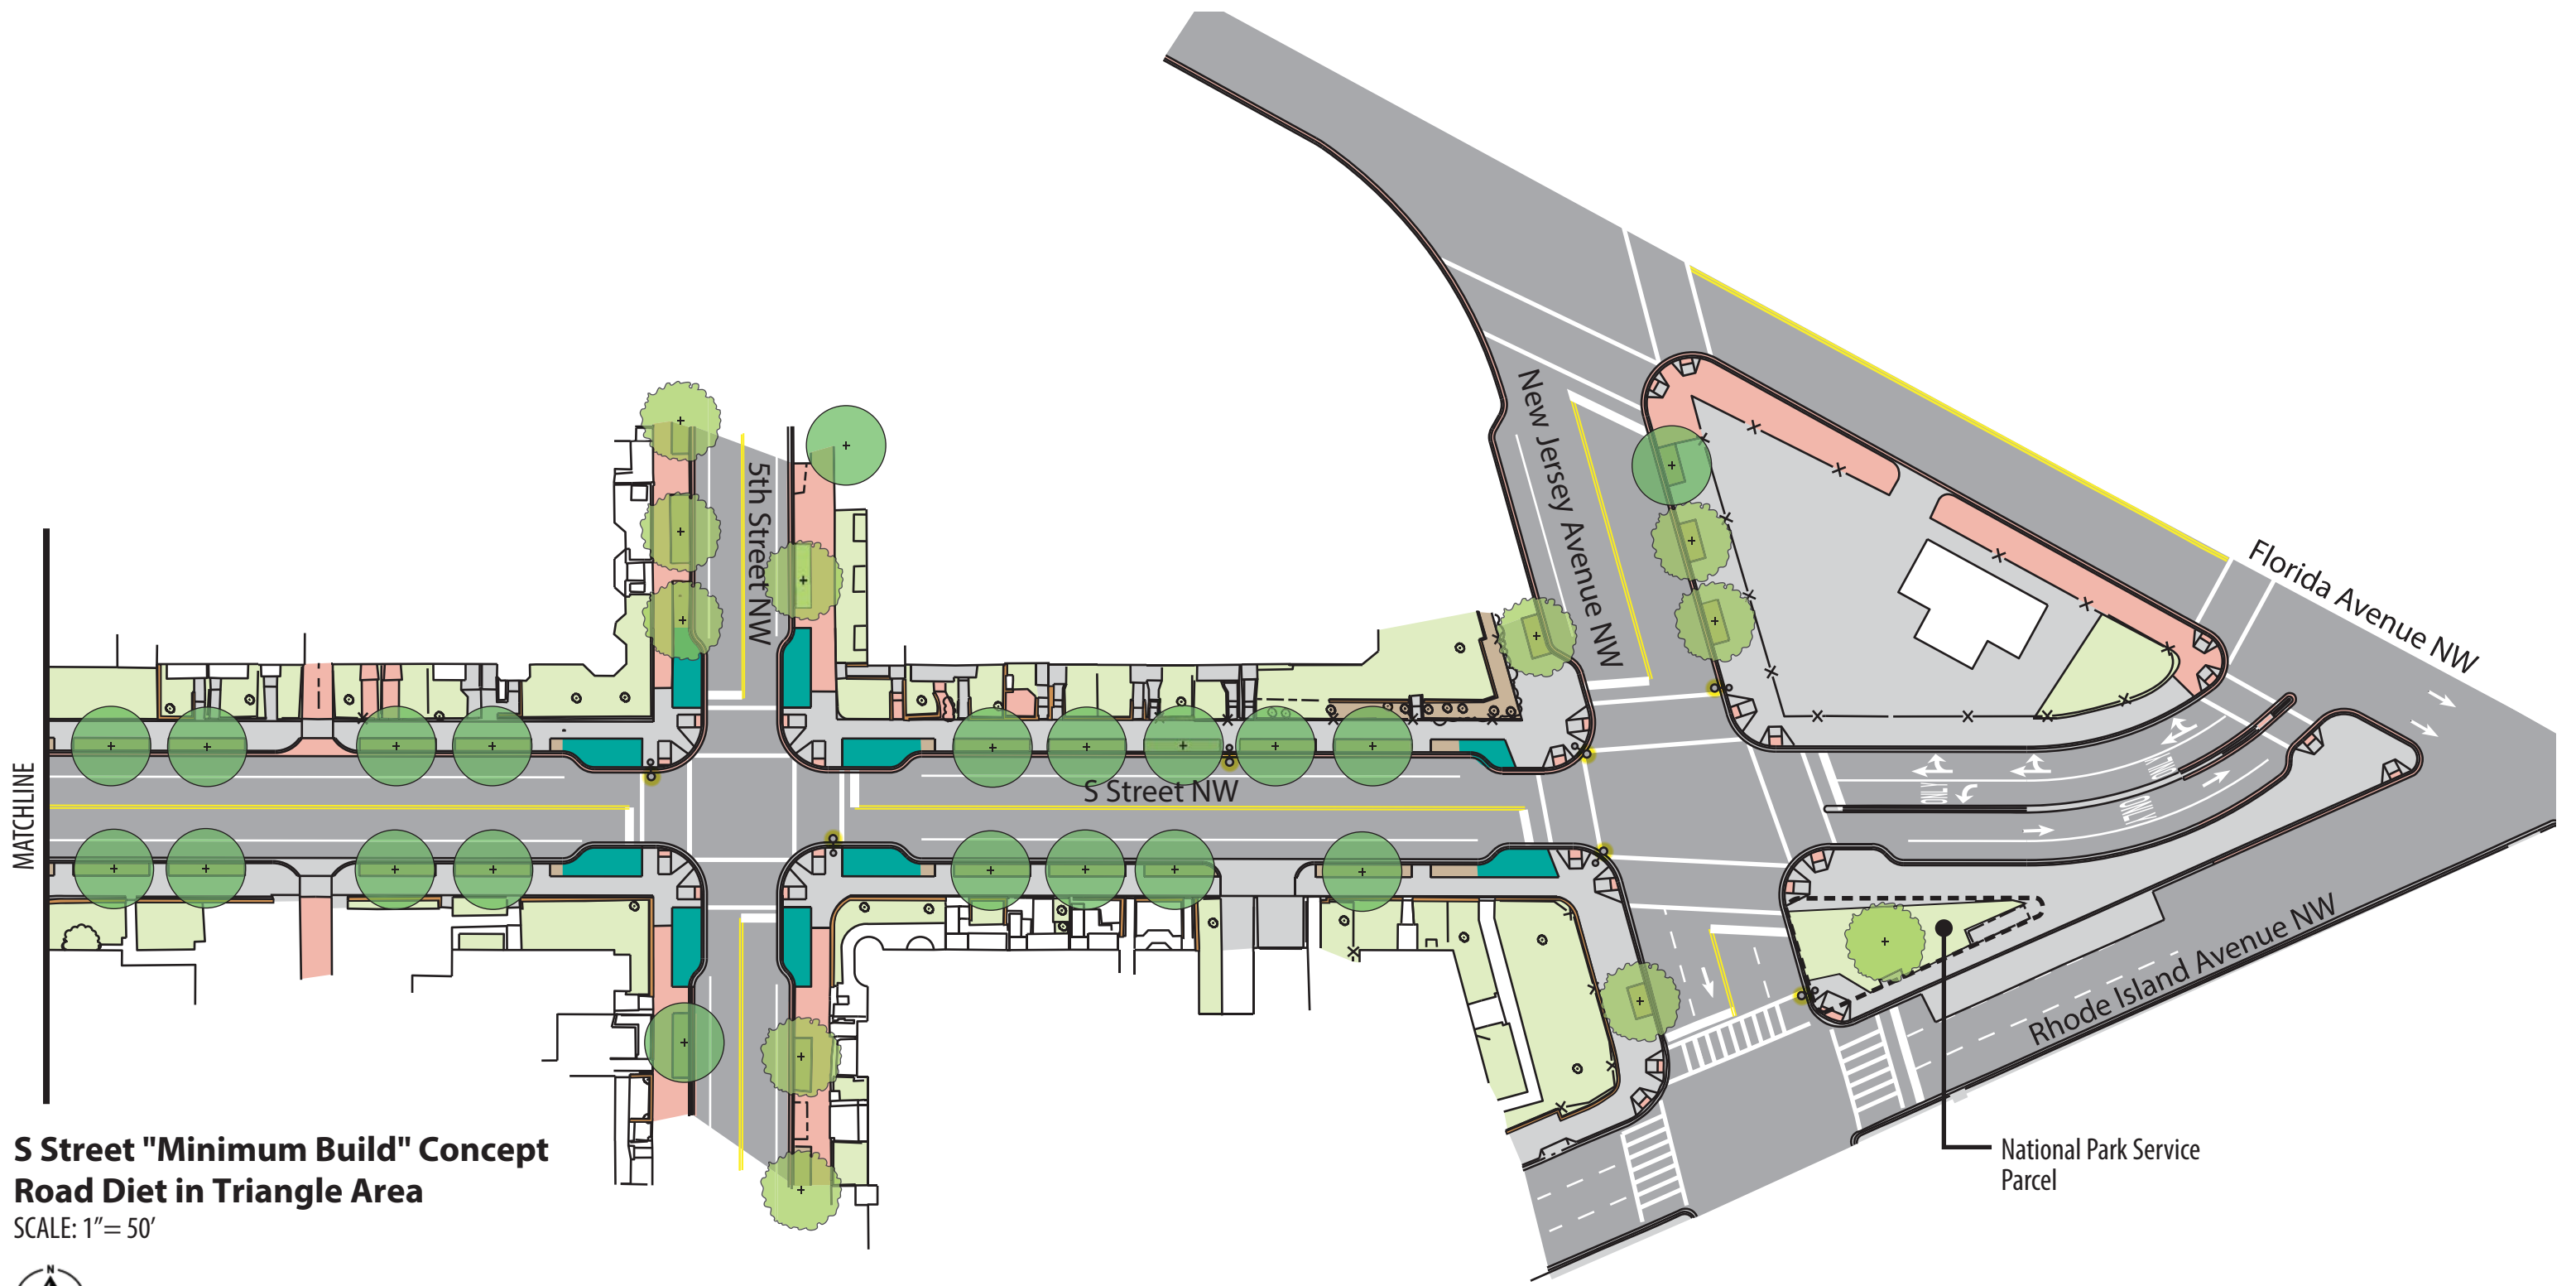 Florida Avenue NW
New Jersey Avenue NW
5th Street NW
S Street NW
MATCHLINE
ONLY
ONLY
ONLY
Rhode Island Avenue NW
National Park Service
Parcel
S Street "Minimum Build" Concept
Road Diet in Triangle Area
SCALE: 1”= 50’
N